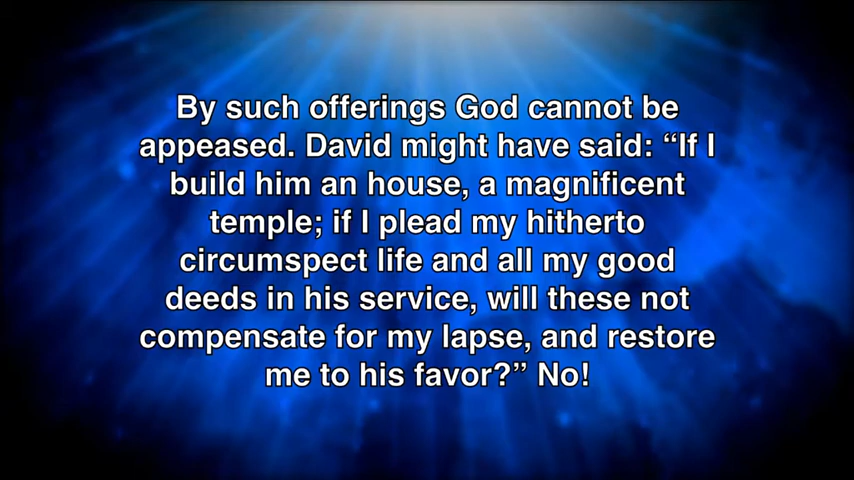 By such offerings God cannot be
appeased. David might have said: “If I
build him an house, a magnificent
temple; if I plead my hitherto
circumspect life and all my good
deeds in his service, will these not
compensate for my lapse, and restore
me to his favor?” No!